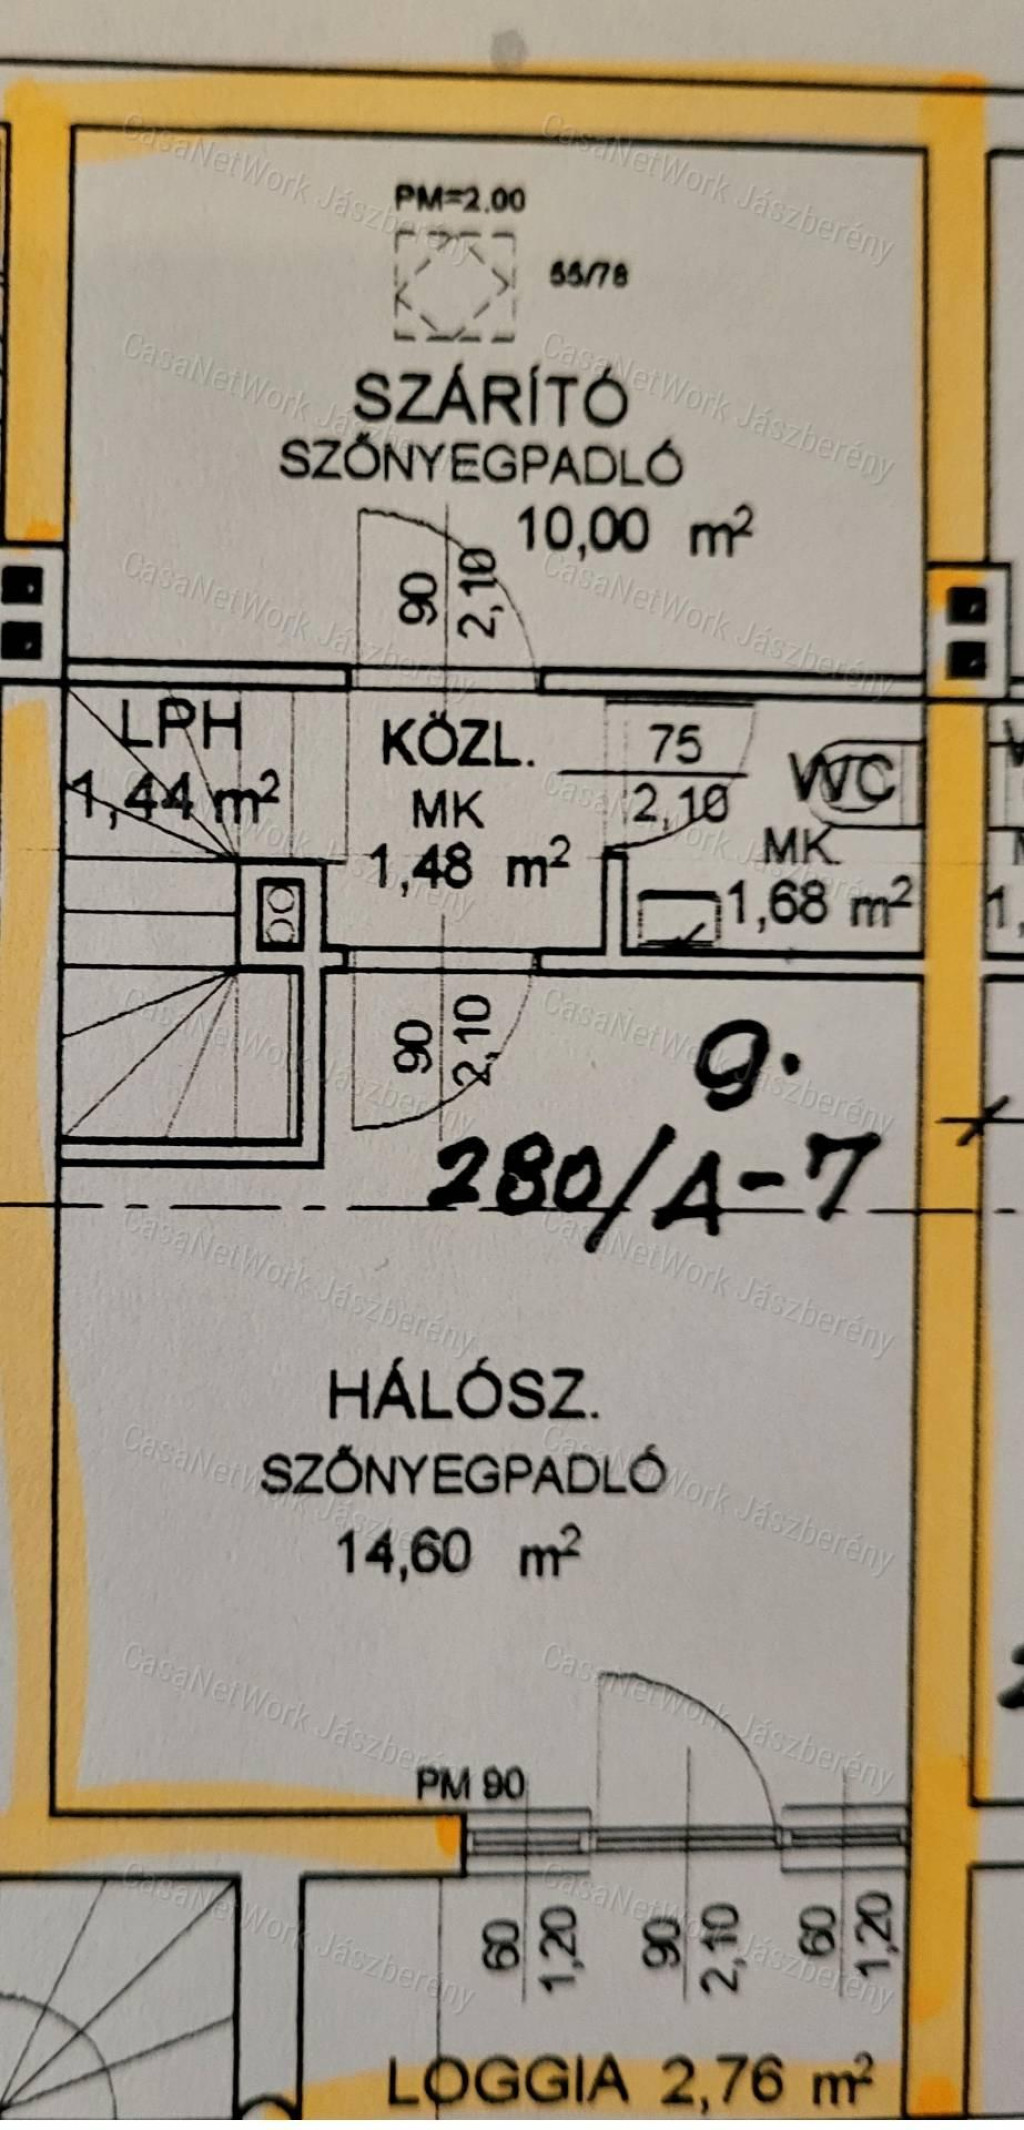 PM=2.00
55/78
SZÁRÍTÓ
SZŐNYEGPADLÓ
10,00 m²
90
2,10
LPH
1,44 m²
KÖZL.
MK
1,48 m²
75
2,10
WC
MK
1,68 m²
90
2,10
9.
280/A-7
HÁLÓSZ.
SZŐNYEGPADLÓ
14,60 m²
PM 90
60
1,20
90
2,10
60
1,20
LOGGIA 2,76 m²
CasaNetWork Jászberény